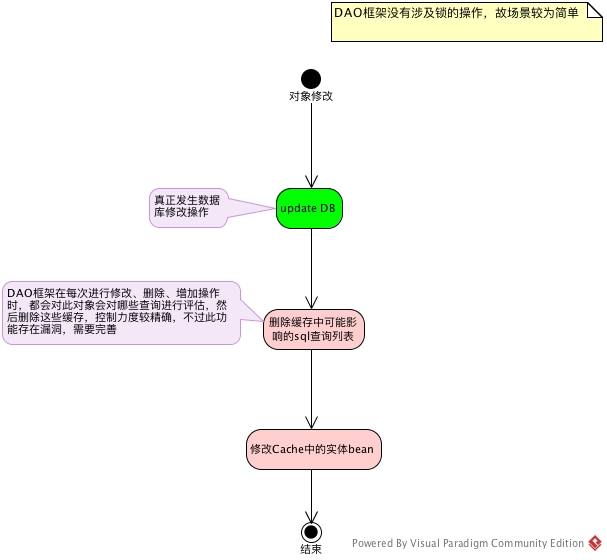 DAO框架没有涉及锁的操作，故场景较为简单
对象修改
真正发生数据
库修改操作
update DB
DAO框架在每次进行修改、删除、增加操作
时，都会对此对象会对哪些查询进行评估，然
后删除这些缓存，控制力度较精确，不过此功
能存在漏洞，需要完善
删除缓存中可能影
响的sql查询列表
修改Cache中的实体bean
结束
Powered By Visual Paradigm Community Edition